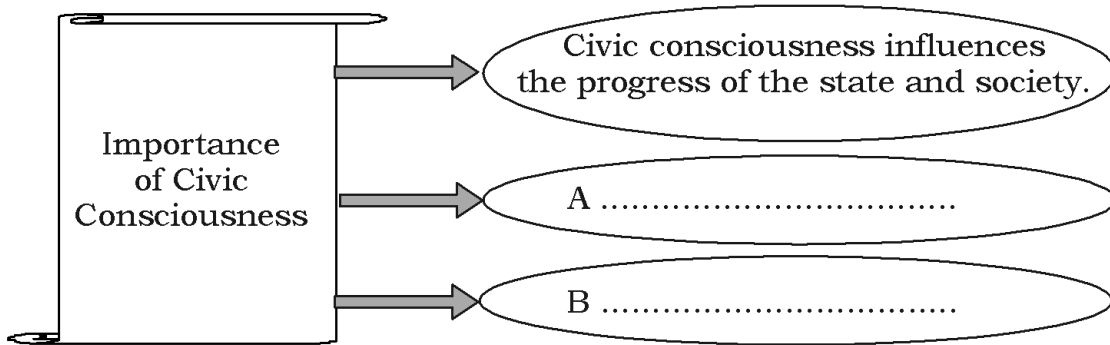 Importance
of Civic
Consciousness
Civic consciousness influences
the progress of the state and society.
A ...................................
B ...................................